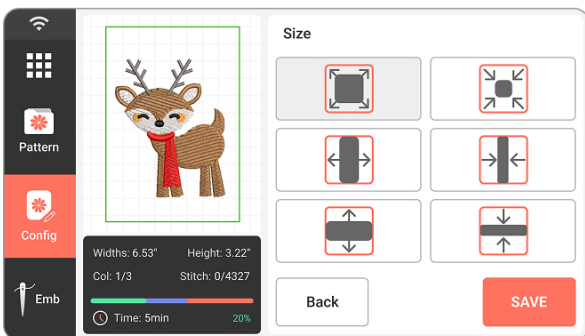 Size
Pattern
Config
Widths: 6.53" Height: 3.22"
Col: 1/3 Stitch: 0/4327
Time: 5min 20%
Emb
Back
SAVE